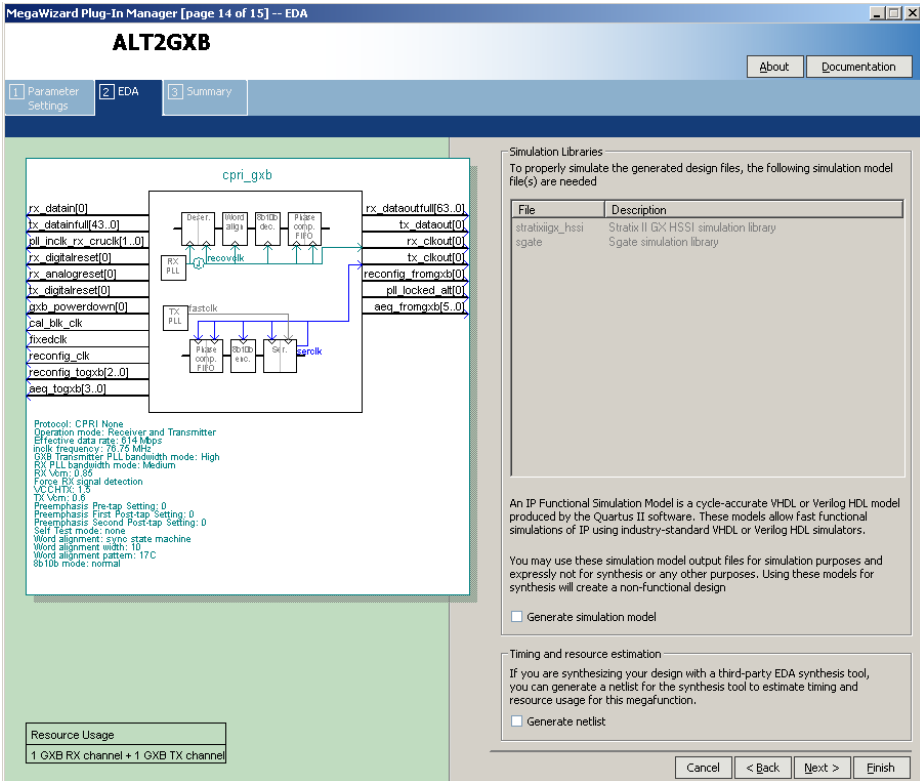 MegaWizard Plug-In Manager [page 14 of 15] -- EDA
ALT2GXB
About
Documentation
1 Parameter Settings
2 EDA
3 Summary
cpri_gxb
rx_datain[0]
tx_datainfull[43..0]
pll_inclk_rx_cruclk[1..0]
rx_digitalreset[0]
rx_analogreset[0]
tx_digitalreset[0]
gxb_powerdown[0]
cal_blk_clk
fixedclk
reconfig_clk
reconfig_togxb[2..0]
aeq_togxb[3..0]
Deser.
Word align
8b10b dec.
Phase comp. FIFO
RX PLL
recovclk
TX PLL
fastclk
Phase comp. FIFO
8b10b enc.
Ser.
serclk
rx_dataoutfull[63..0]
tx_dataout[0]
rx_clkout[0]
tx_clkout[0]
reconfig_fromgxb[0]
pll_locked_alt[0]
aeq_fromgxb[5..0]
Protocol: CPRI None
Operation mode: Receiver and Transmitter
Effective data rate: 614 Mbps
inclk frequency: 76.75 MHz
GXB Transmitter PLL bandwidth mode: High
RX PLL bandwidth mode: Medium
RX Vcm: 0.85
Force RX signal detection
VCCHTX: 1.5
TX Vcm: 0.6
Preemphasis Pre-tap Setting: 0
Preemphasis First Post-tap Setting: 0
Preemphasis Second Post-tap Setting: 0
Self Test mode: none
Word alignment: sync state machine
Word alignment width: 10
Word alignment pattern: 17C
8b10b mode: normal
Resource Usage
1 GXB RX channel + 1 GXB TX channel
Simulation Libraries
To properly simulate the generated design files, the following simulation model
file(s) are needed
File
Description
stratixiigx_hssi
Stratix II GX HSSI simulation library
sgate
Sgate simulation library
An IP Functional Simulation Model is a cycle-accurate VHDL or Verilog HDL model
produced by the Quartus II software. These models allow fast functional
simulations of IP using industry-standard VHDL or Verilog HDL simulators.
You may use these simulation model output files for simulation purposes and
expressly not for synthesis or any other purposes. Using these models for
synthesis will create a non-functional design
Generate simulation model
Timing and resource estimation
If you are synthesizing your design with a third-party EDA synthesis tool,
you can generate a netlist for the synthesis tool to estimate timing and
resource usage for this megafunction.
Generate netlist
Cancel
< Back
Next >
Finish